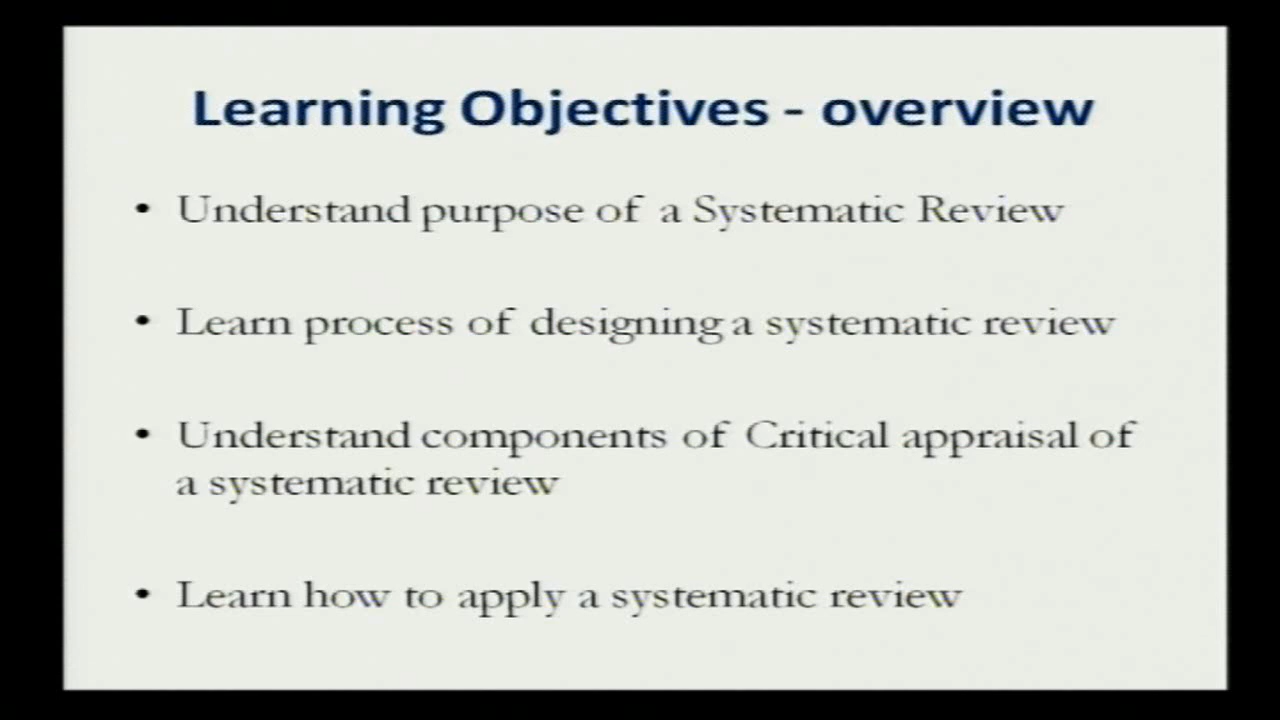 Learning Objectives - overview
• Understand purpose of a Systematic Review
• Learn process of designing a systematic review
• Understand components of Critical appraisal of
a systematic review
• Learn how to apply a systematic review